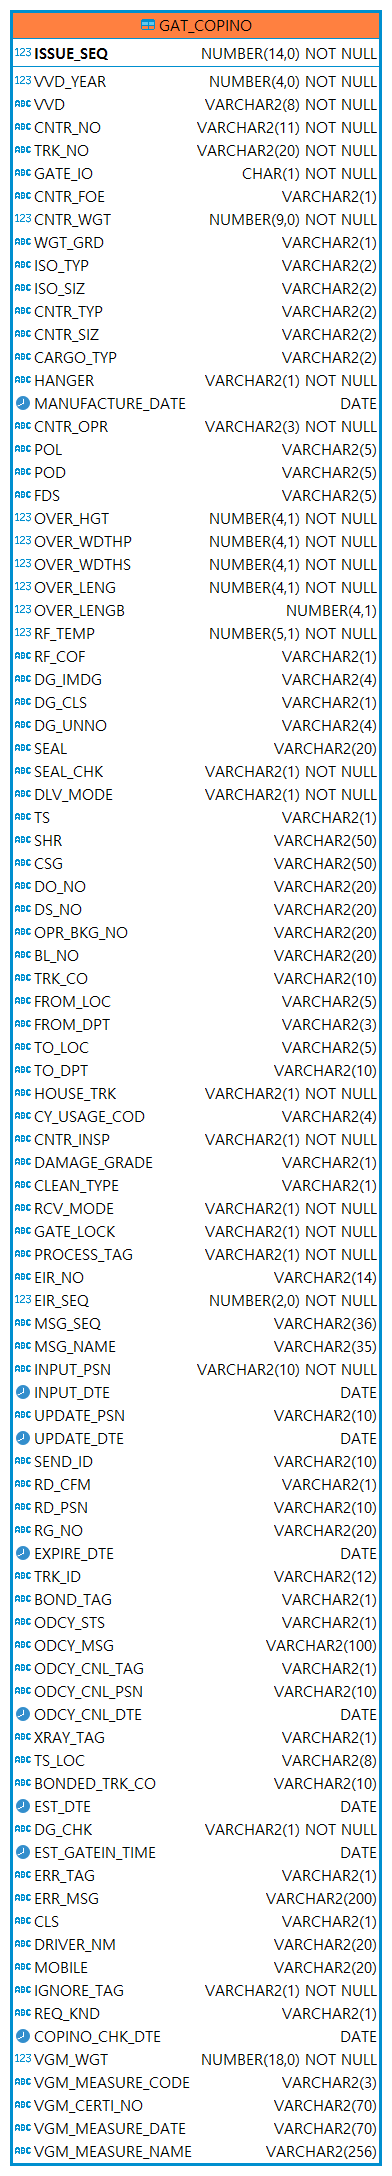 GAT_COPINO
123 ISSUE_SEQ NUMBER(14,0) NOT NULL
123 VVD_YEAR NUMBER(4,0) NOT NULL
ABC VVD VARCHAR2(8) NOT NULL
ABC CNTR_NO VARCHAR2(11) NOT NULL
ABC TRK_NO VARCHAR2(20) NOT NULL
ABC GATE_IO CHAR(1) NOT NULL
ABC CNTR_FOE VARCHAR2(1)
123 CNTR_WGT NUMBER(9,0) NOT NULL
ABC WGT_GRD VARCHAR2(1)
ABC ISO_TYP VARCHAR2(2)
ABC ISO_SIZ VARCHAR2(2)
ABC CNTR_TYP VARCHAR2(2)
ABC CNTR_SIZ VARCHAR2(2)
ABC CARGO_TYP VARCHAR2(2)
ABC HANGER VARCHAR2(1) NOT NULL
MANUFACTURE_DATE DATE
ABC CNTR_OPR VARCHAR2(3) NOT NULL
ABC POL VARCHAR2(5)
ABC POD VARCHAR2(5)
ABC FDS VARCHAR2(5)
123 OVER_HGT NUMBER(4,1) NOT NULL
123 OVER_WDTHP NUMBER(4,1) NOT NULL
123 OVER_WDTHS NUMBER(4,1) NOT NULL
123 OVER_LENG NUMBER(4,1) NOT NULL
123 OVER_LENGB NUMBER(4,1)
123 RF_TEMP NUMBER(5,1) NOT NULL
ABC RF_COF VARCHAR2(1)
ABC DG_IMDG VARCHAR2(4)
ABC DG_CLS VARCHAR2(1)
ABC DG_UNNO VARCHAR2(4)
ABC SEAL VARCHAR2(20)
ABC SEAL_CHK VARCHAR2(1) NOT NULL
ABC DLV_MODE VARCHAR2(1) NOT NULL
ABC TS VARCHAR2(1)
ABC SHR VARCHAR2(50)
ABC CSG VARCHAR2(50)
ABC DO_NO VARCHAR2(20)
ABC DS_NO VARCHAR2(20)
ABC OPR_BKG_NO VARCHAR2(20)
ABC BL_NO VARCHAR2(20)
ABC TRK_CO VARCHAR2(10)
ABC FROM_LOC VARCHAR2(5)
ABC FROM_DPT VARCHAR2(3)
ABC TO_LOC VARCHAR2(5)
ABC TO_DPT VARCHAR2(10)
ABC HOUSE_TRK VARCHAR2(1) NOT NULL
ABC CY_USAGE_COD VARCHAR2(4)
ABC CNTR_INSP VARCHAR2(1) NOT NULL
ABC DAMAGE_GRADE VARCHAR2(1)
ABC CLEAN_TYPE VARCHAR2(1)
ABC RCV_MODE VARCHAR2(1) NOT NULL
ABC GATE_LOCK VARCHAR2(1) NOT NULL
ABC PROCESS_TAG VARCHAR2(1) NOT NULL
ABC EIR_NO VARCHAR2(14)
123 EIR_SEQ NUMBER(2,0) NOT NULL
ABC MSG_SEQ VARCHAR2(36)
ABC MSG_NAME VARCHAR2(35)
ABC INPUT_PSN VARCHAR2(10) NOT NULL
INPUT_DTE DATE
ABC UPDATE_PSN VARCHAR2(10)
UPDATE_DTE DATE
ABC SEND_ID VARCHAR2(10)
ABC RD_CFM VARCHAR2(1)
ABC RD_PSN VARCHAR2(10)
ABC RG_NO VARCHAR2(20)
EXPIRE_DTE DATE
ABC TRK_ID VARCHAR2(12)
ABC BOND_TAG VARCHAR2(1)
ABC ODCY_STS VARCHAR2(1)
ABC ODCY_MSG VARCHAR2(100)
ABC ODCY_CNL_TAG VARCHAR2(1)
ABC ODCY_CNL_PSN VARCHAR2(10)
ODCY_CNL_DTE DATE
ABC XRAY_TAG VARCHAR2(1)
ABC TS_LOC VARCHAR2(8)
ABC BONDED_TRK_CO VARCHAR2(10)
EST_DTE DATE
ABC DG_CHK VARCHAR2(1) NOT NULL
EST_GATEIN_TIME DATE
ABC ERR_TAG VARCHAR2(1)
ABC ERR_MSG VARCHAR2(200)
ABC CLS VARCHAR2(1)
ABC DRIVER_NM VARCHAR2(20)
ABC MOBILE VARCHAR2(20)
ABC IGNORE_TAG VARCHAR2(1) NOT NULL
ABC REQ_KND VARCHAR2(1)
COPINO_CHK_DTE DATE
123 VGM_WGT NUMBER(18,0) NOT NULL
ABC VGM_MEASURE_CODE VARCHAR2(3)
ABC VGM_CERTI_NO VARCHAR2(70)
ABC VGM_MEASURE_DATE VARCHAR2(70)
ABC VGM_MEASURE_NAME VARCHAR2(256)